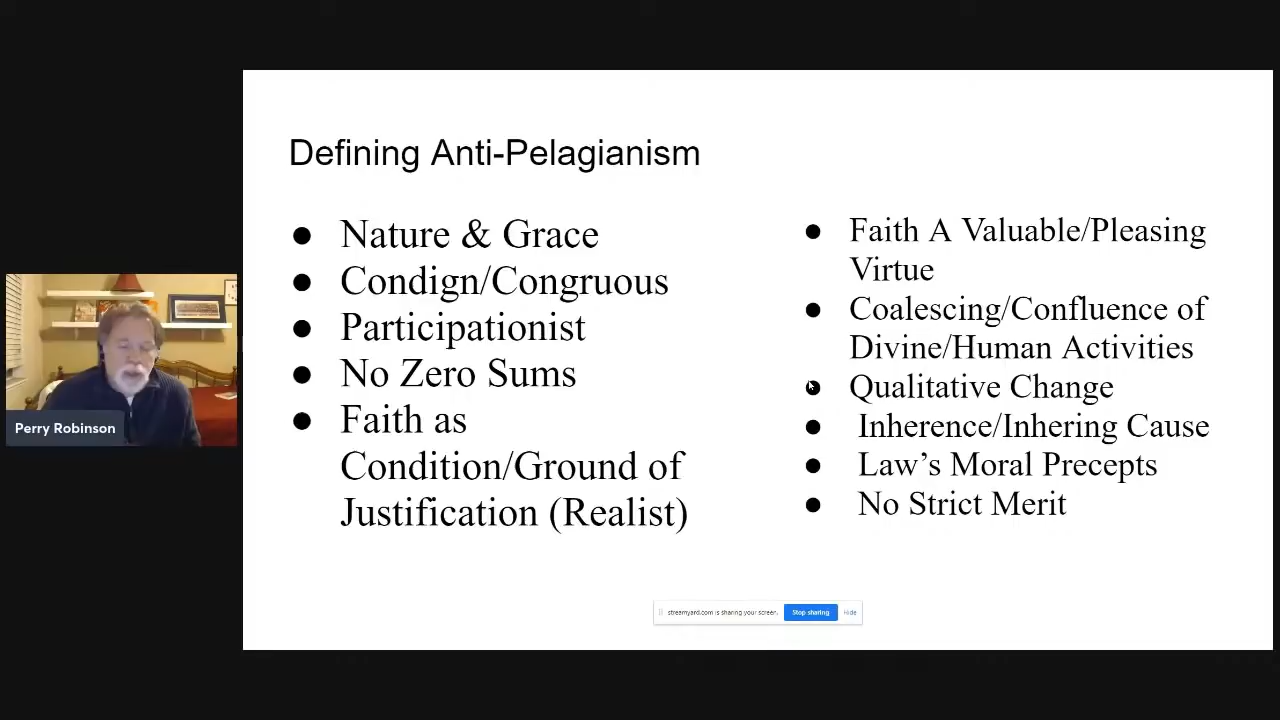 Defining Anti-Pelagianism
● Nature & Grace
● Condign/Congruous
● Participationist
● No Zero Sums
● Faith as
Condition/Ground of
Justification (Realist)
● Faith A Valuable/Pleasing
Virtue
● Coalescing/Confluence of
Divine/Human Activities
● Qualitative Change
● Inherence/Inhering Cause
● Law's Moral Precepts
● No Strict Merit
Perry Robinson
streamyard.com is sharing your screen. Stop sharing Hide